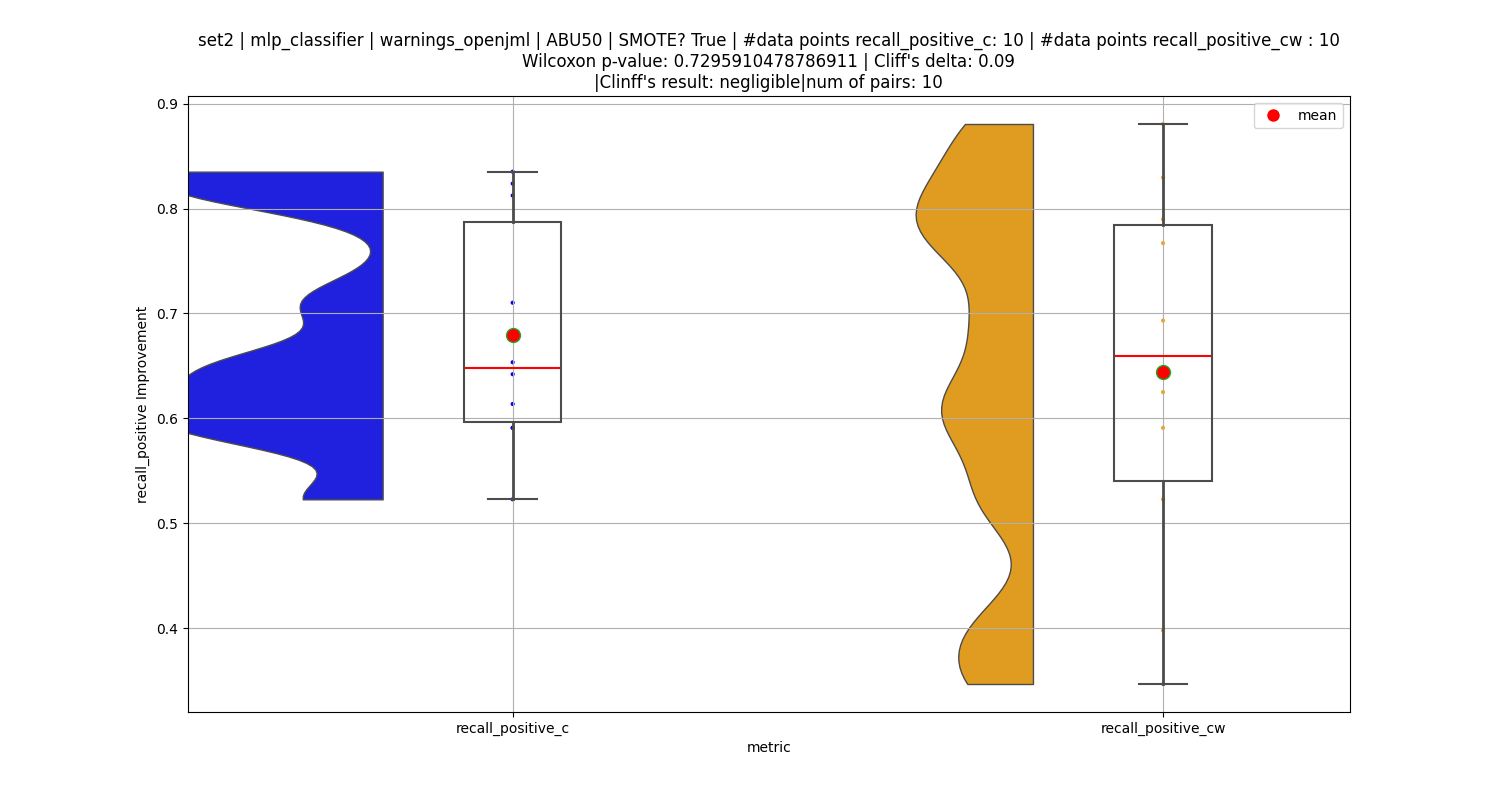 set2 | mlp_classifier | warnings_openjml | ABU50 | SMOTE? True | #data points recall_positive_c: 10 | #data points recall_positive_cw : 10
Wilcoxon p-value: 0.7295910478786911 | Cliff's delta: 0.09
|Clinff's result: negligible|num of pairs: 10
mean
0.9
0.8
0.7
0.6
0.5
0.4
recall_positive Improvement
recall_positive_c
recall_positive_cw
metric